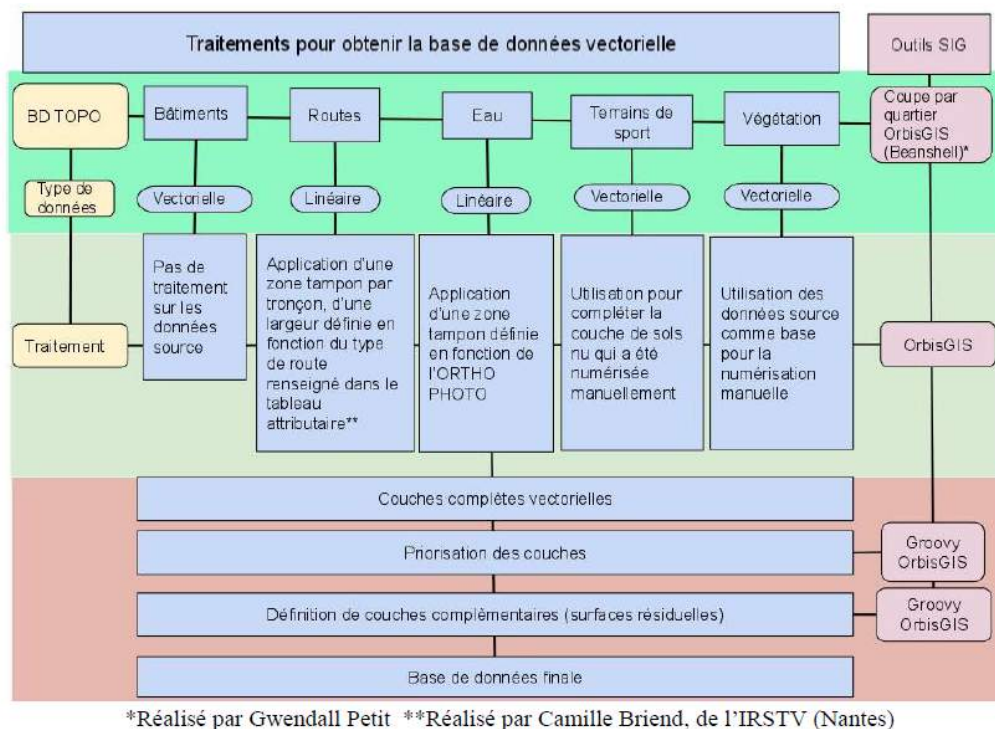 Traitements pour obtenir la base de données vectorielle
Outils SIG
BD TOPO
Bâtiments
Routes
Eau
Terrains de
sport
Végétation
Coupe par
quartier
OrbisGIS
(Beanshell)*
Type de
données
Vectorielle
Linéaire
Linéaire
Vectorielle
Vectorielle
Traitement
Pas de
traitement
sur les
données
source
Application d'une
zone tampon par
tronçon, d'une
largeur définie en
fonction du type
de route
renseigné dans le
tableau
attributaire**
Application
d'une zone
tampon définie
en fonction de
l'ORTHO
PHOTO
Utilisation pour
compléter la
couche de sols
nu qui a été
numérisée
manuellement
Utilisation des
données source
comme base
pour la
numérisation
manuelle
OrbisGIS
Couches complètes vectorielles
Priorisation des couches
Groovy
OrbisGIS
Définition de couches complèmentaires (surfaces résiduelles)
Groovy
OrbisGIS
Base de données finale
*Réalisé par Gwendall Petit **Réalisé par Camille Briend, de l'IRSTV (Nantes)